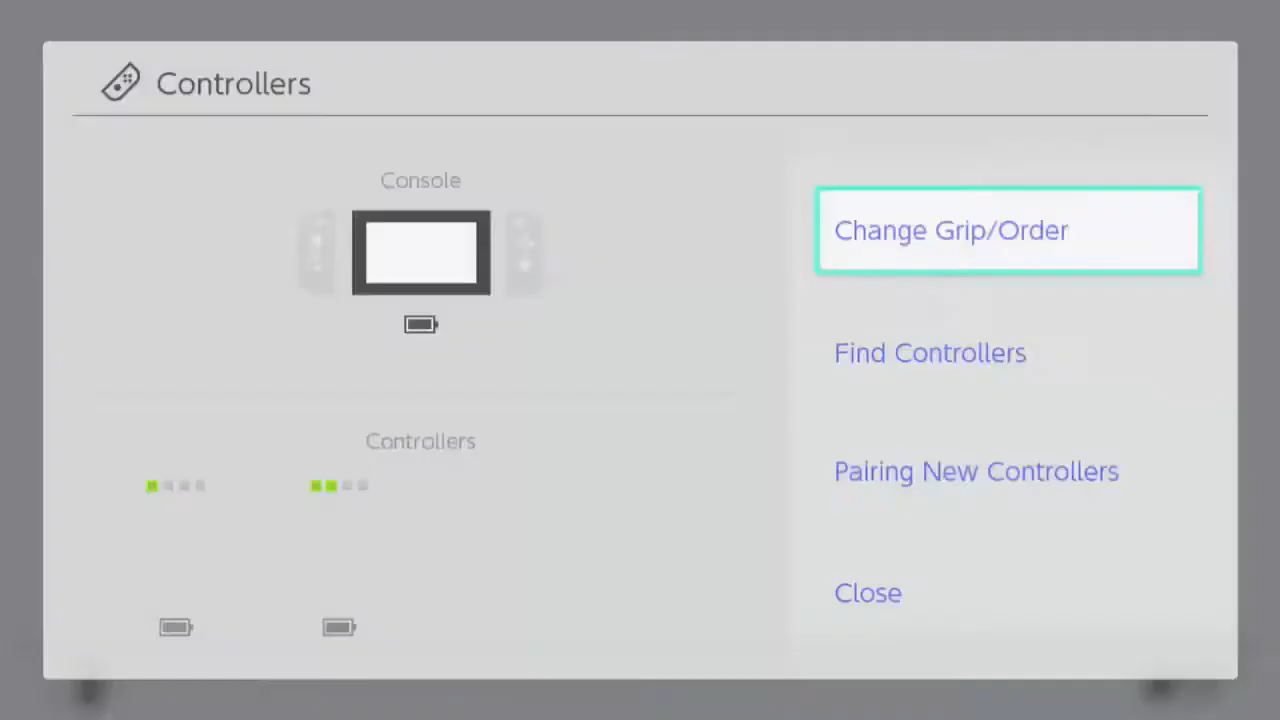 Controllers
Console
Change Grip/Order
Find Controllers
Controllers
Pairing New Controllers
Close